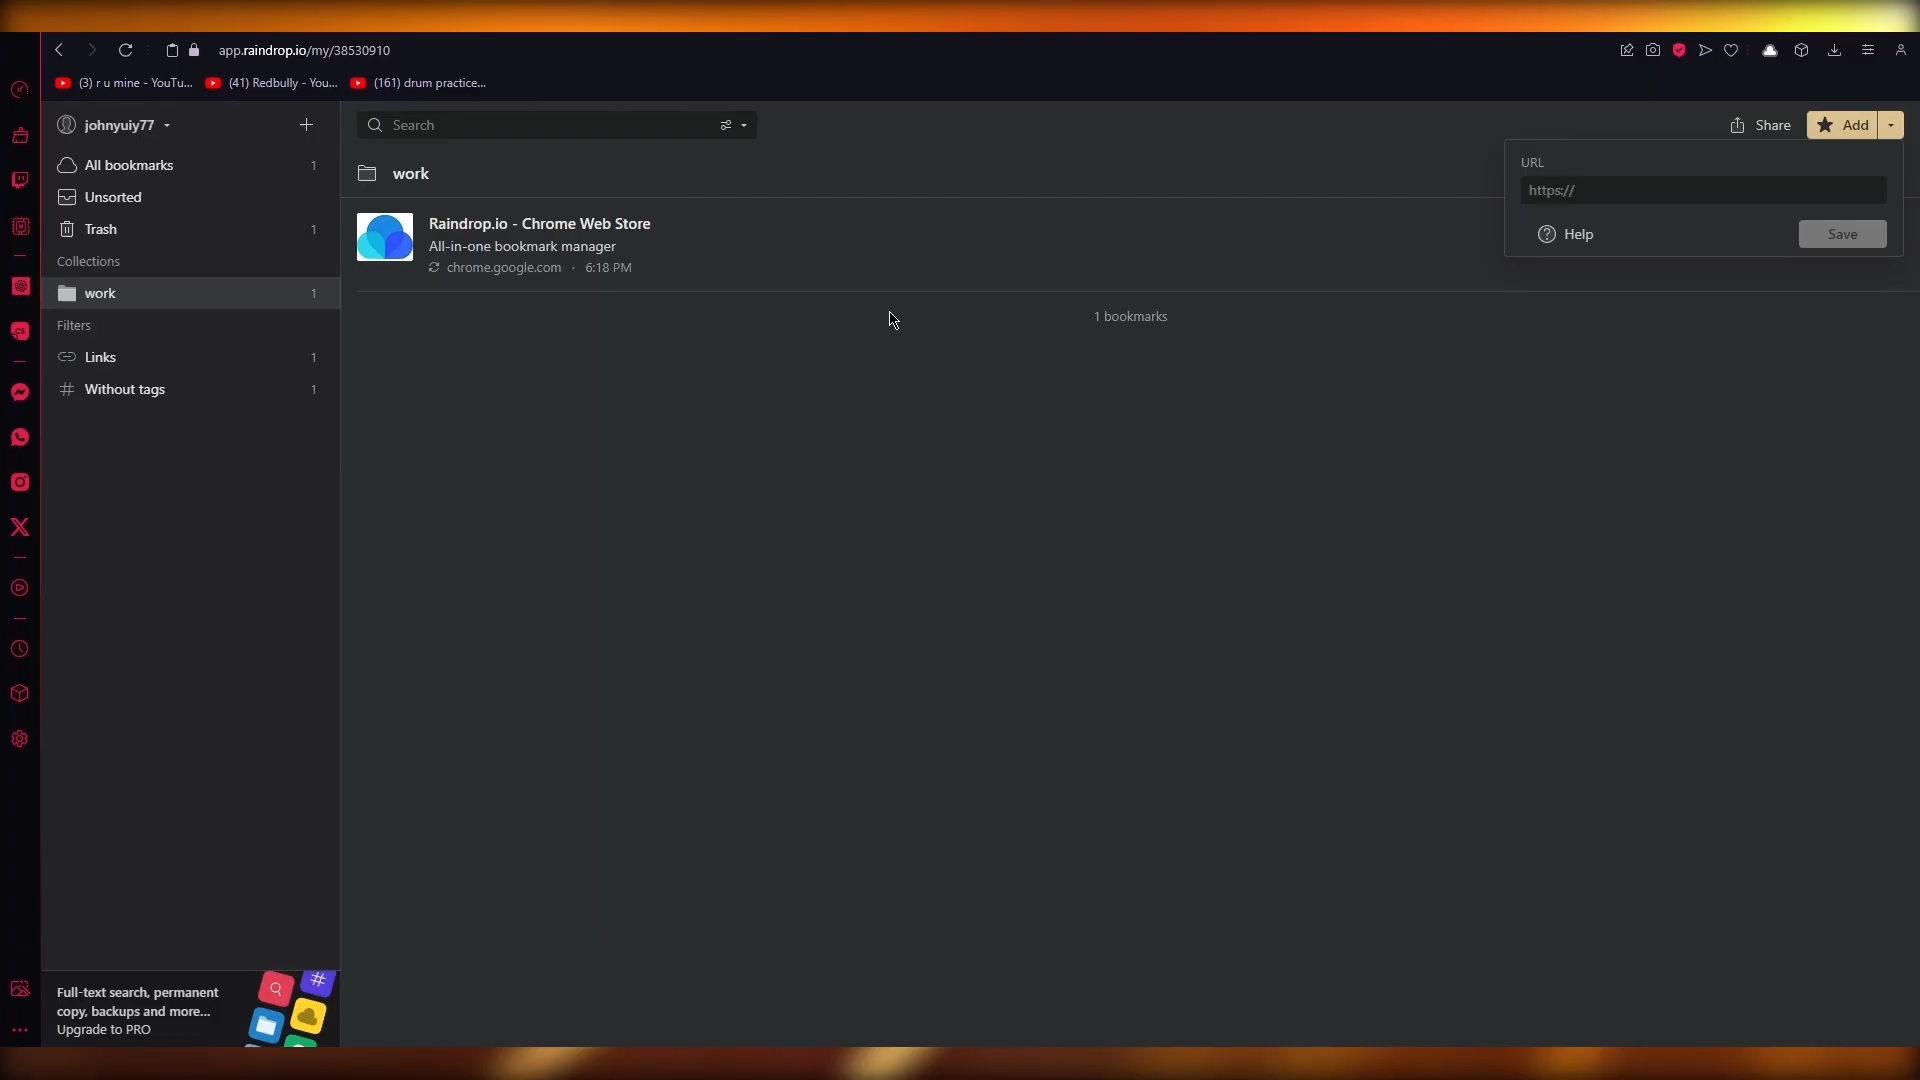 app.raindrop.io/my/38530910
(3) r u mine - YouTu...
(41) Redbully - You...
(161) drum practice...
johnyuiy77
Search
Share
Add
All bookmarks 1
Unsorted
Trash 1
Collections
work 1
Filters
Links 1
Without tags 1
work
Raindrop.io - Chrome Web Store
All-in-one bookmark manager
chrome.google.com · 6:18 PM
1 bookmarks
URL
https://
Help
Save
Full-text search, permanent
copy, backups and more...
Upgrade to PRO